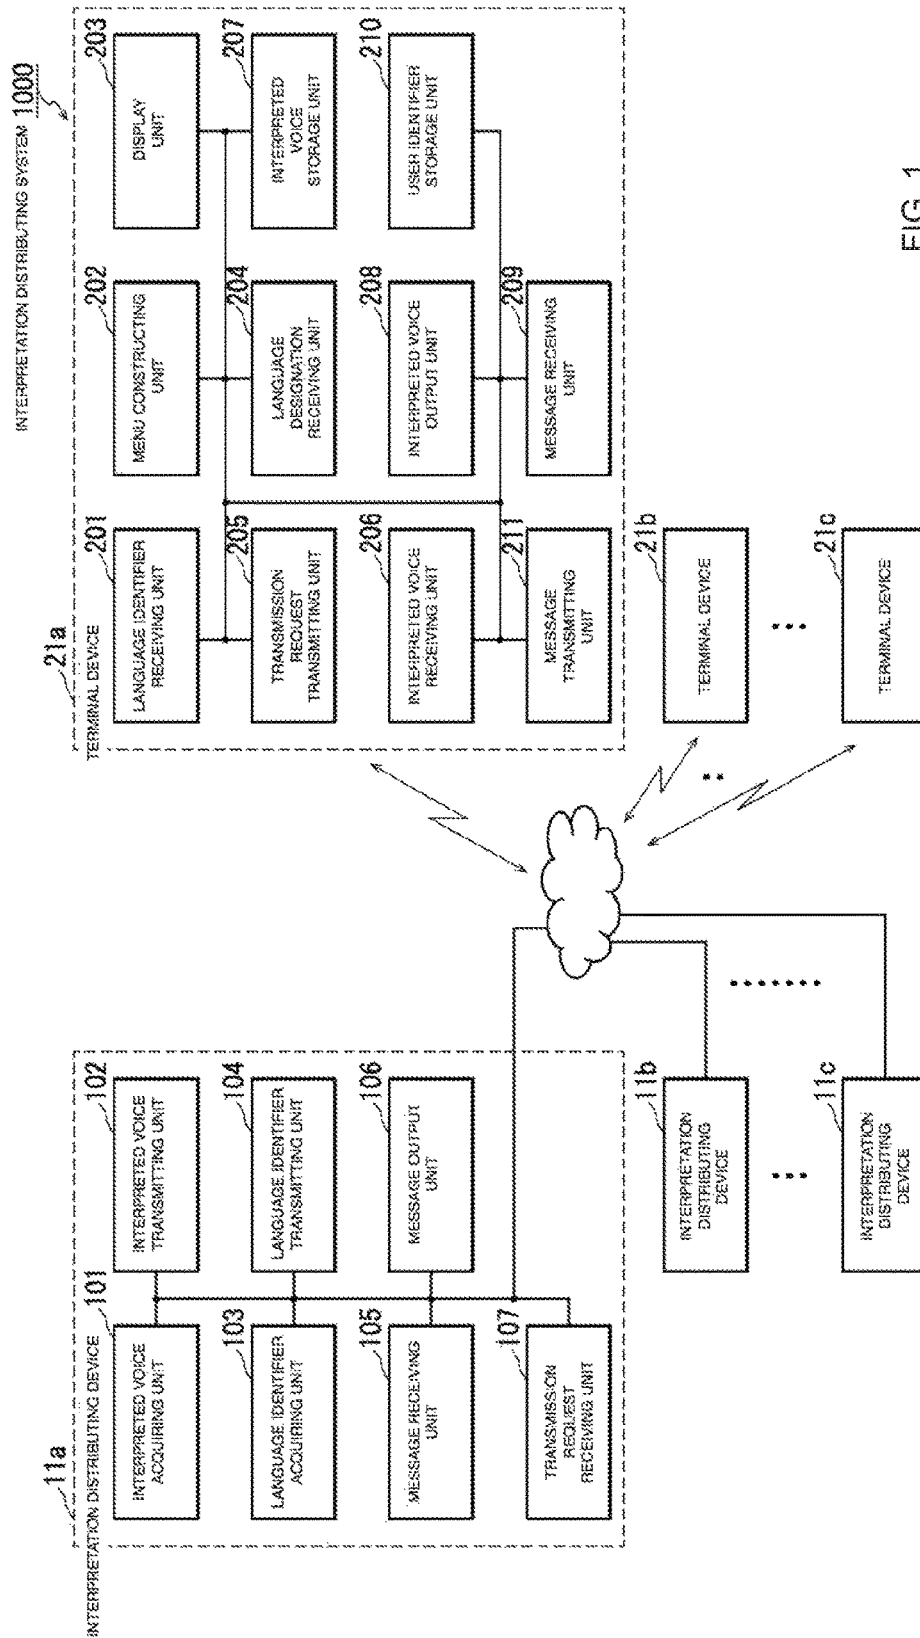 INTERPRETATION DISTRIBUTING SYSTEM 1000
11a
INTERPRETATION DISTRIBUTING DEVICE
101
INTERPRETED VOICE
ACQUIRING UNIT
102
INTERPRETED VOICE
TRANSMITTING UNIT
103
LANGUAGE IDENTIFIER
ACQUIRING UNIT
104
LANGUAGE IDENTIFIER
TRANSMITTING UNIT
105
MESSAGE RECEIVING
UNIT
106
MESSAGE OUTPUT
UNIT
107
TRANSMISSION
REQUEST
RECEIVING UNIT
11b
INTERPRETATION
DISTRIBUTING
DEVICE
11c
INTERPRETATION
DISTRIBUTING
DEVICE
21a
TERMINAL DEVICE
201
LANGUAGE IDENTIFIER
RECEIVING UNIT
202
MENU CONSTRUCTING
UNIT
203
DISPLAY
UNIT
205
TRANSMISSION
REQUEST
TRANSMITTING UNIT
204
LANGUAGE
DESIGNATION
RECEIVING UNIT
207
INTERPRETED
VOICE
STORAGE UNIT
206
INTERPRETED VOICE
RECEIVING UNIT
208
INTERPRETED VOICE
OUTPUT UNIT
210
USER IDENTIFIER
STORAGE UNIT
211
MESSAGE
TRANSMITTING
UNIT
209
MESSAGE RECEIVING
UNIT
21b
TERMINAL DEVICE
21c
TERMINAL DEVICE
FIG. 1